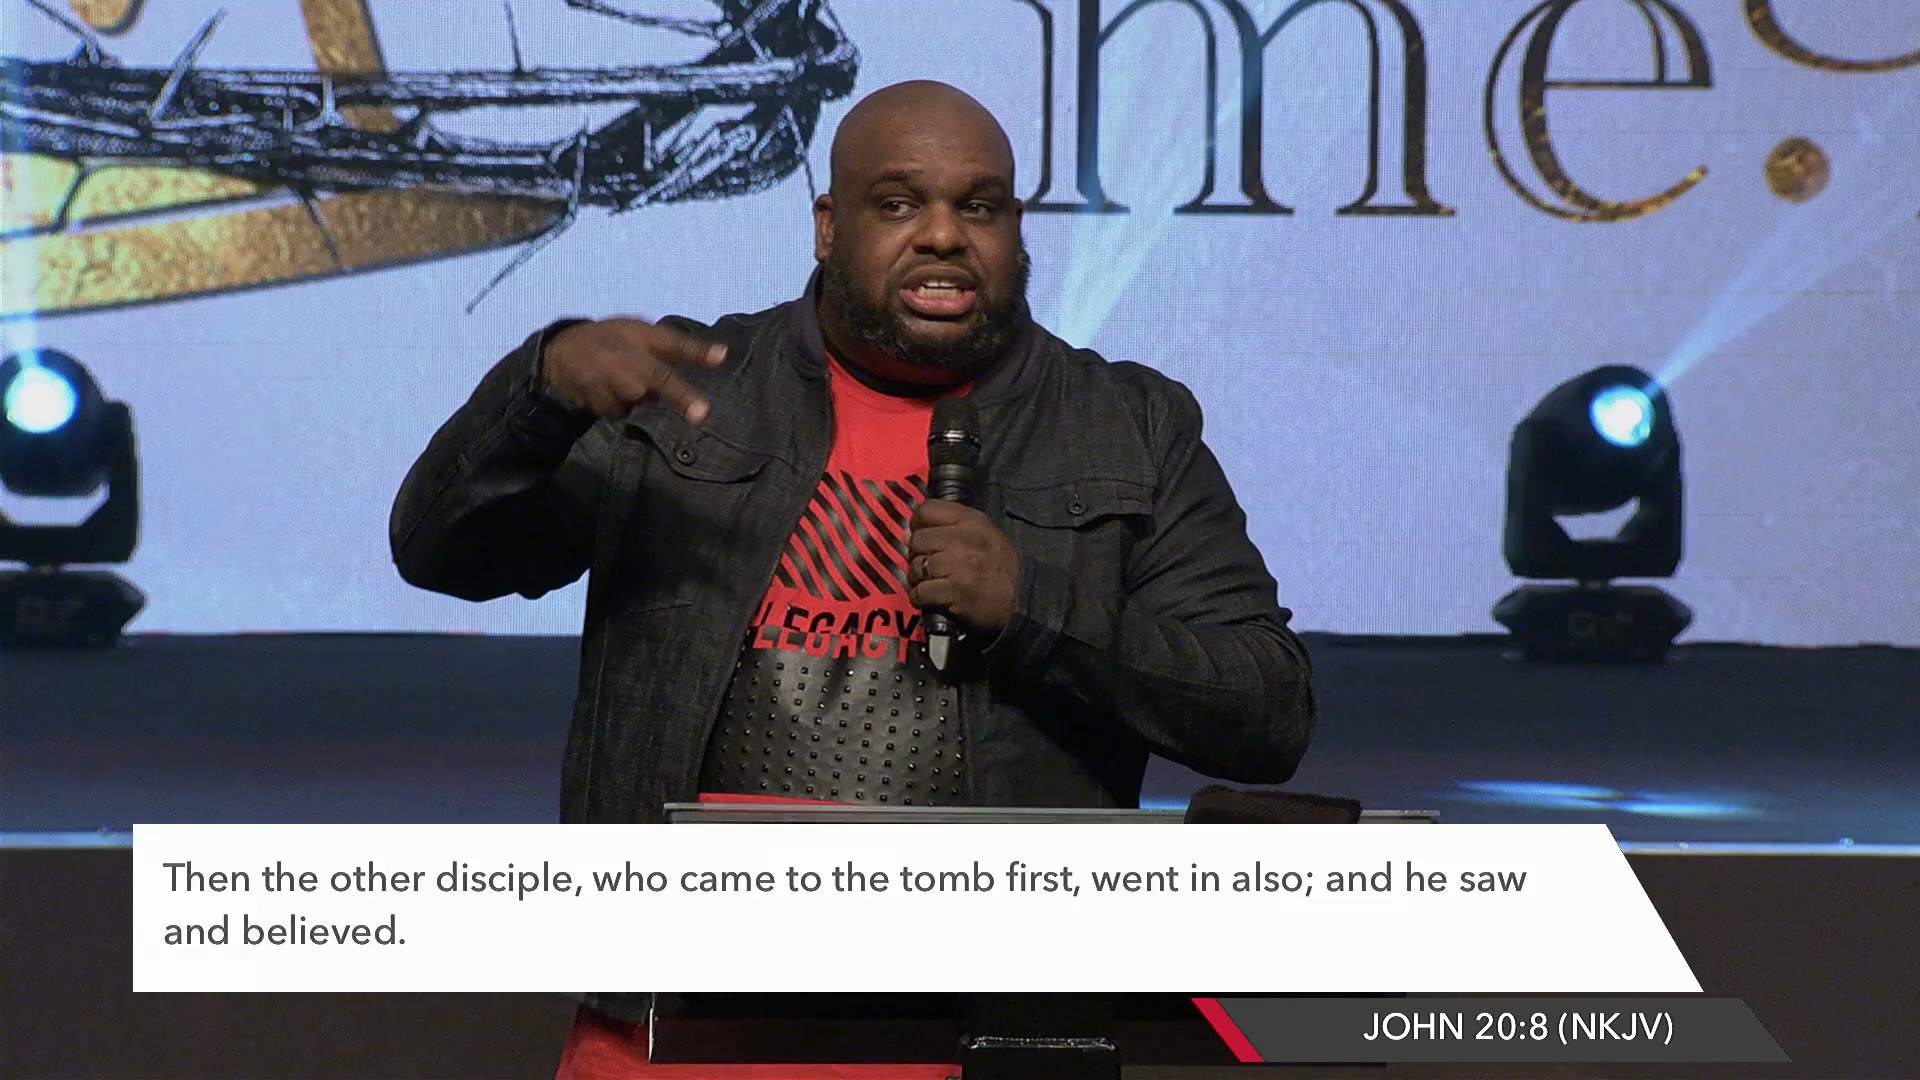 me.
LEGACY
Then the other disciple, who came to the tomb first, went in also; and he saw
and believed.
JOHN 20:8 (NKJV)